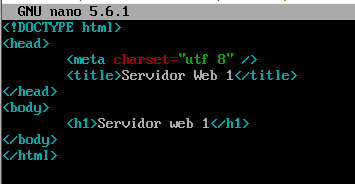 GNU nano 5.6.1
<!DOCTYPE html>
<head>
        <meta charset="utf 8" />
        <title>Servidor Web 1</title>
</head>
<body>
        <h1>Servidor web 1</h1>
</body>
</html>